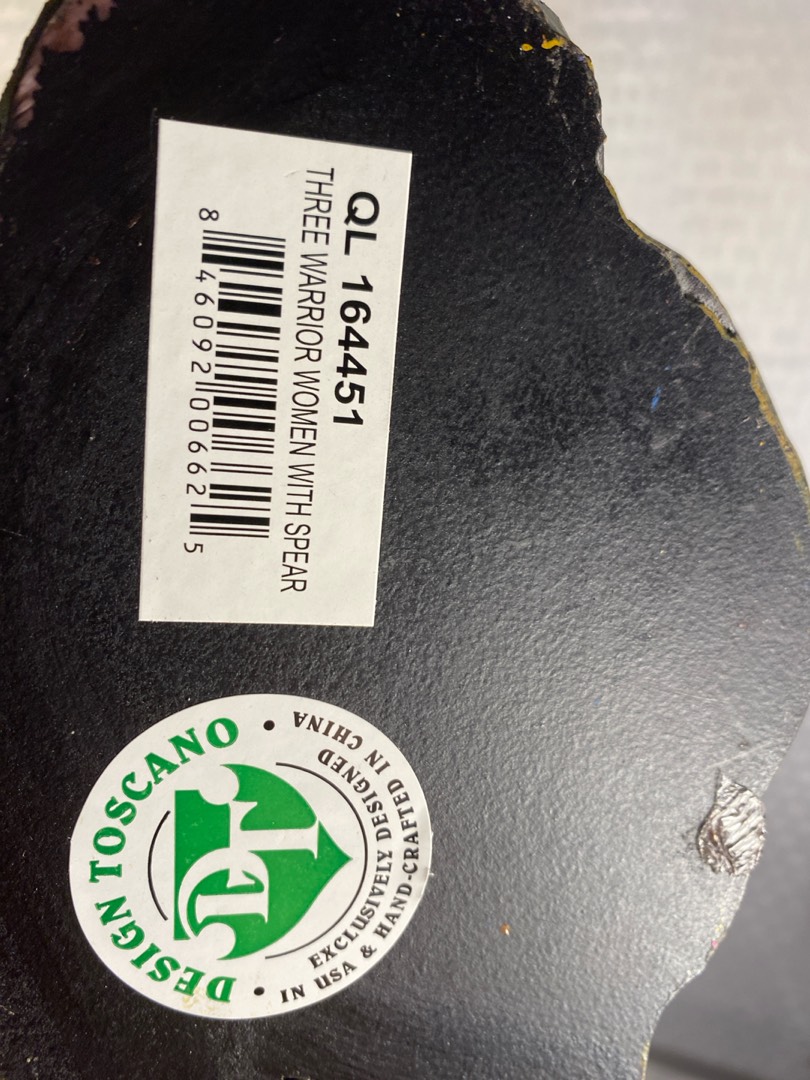 QL 164451
THREE WARRIOR WOMEN WITH SPEAR
8 46092 00662 5
DESIGN TOSCANO
DT
EXCLUSIVELY DESIGNED
IN USA & HAND-CRAFTED IN CHINA